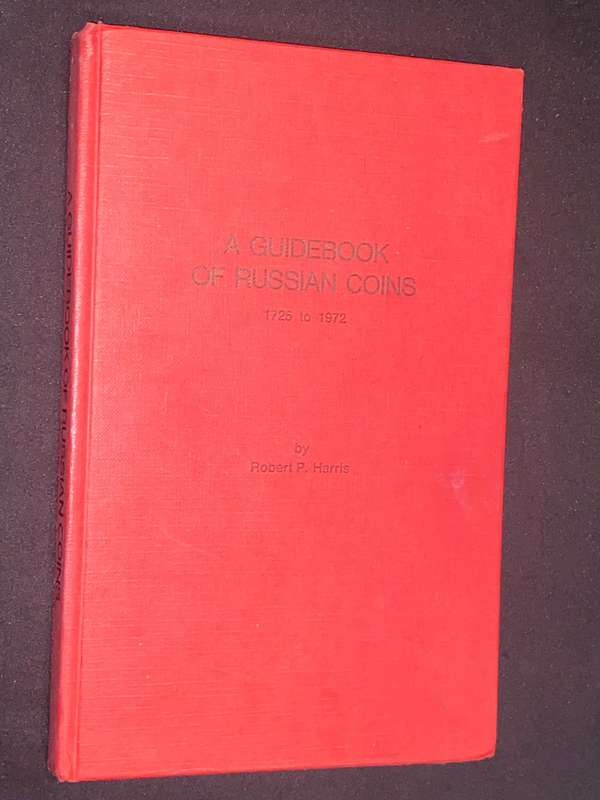 A GUIDEBOOK
OF RUSSIAN COINS
1725 to 1972
by
Robert P. Harris
A GUIDEBOOK OF RUSSIAN COINS